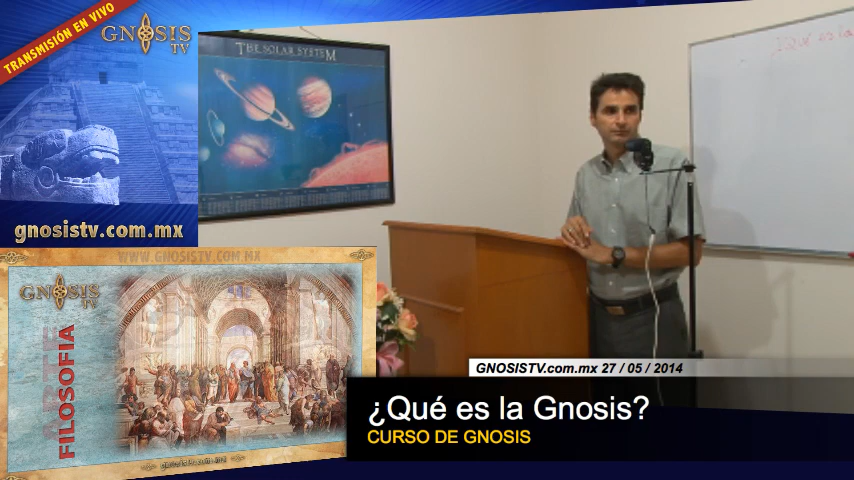 TRANSMISIÓN EN VIVO
GNOSIS
TV
gnosistv.com.mx
THE SOLAR SYSTEM
¿Qué es la
WWW.GNOSISTV.COM.MX
GNOSIS
TV
ARTE
FILOSOFIA
GNOSISTV.com.mx 27 / 05 / 2014
¿Qué es la Gnosis?
CURSO DE GNOSIS